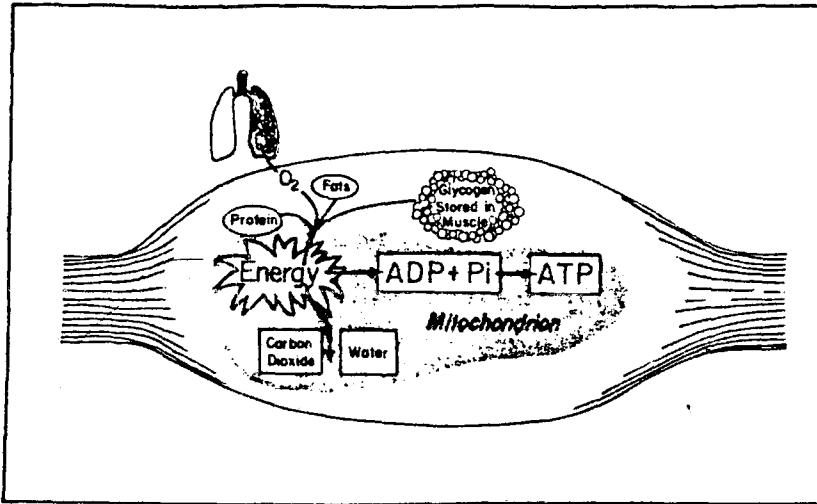 O2
Fats
Protein
Glycogen
Stored in
Muscle
Energy
ADP + Pi
ATP
Mitochondrion
Carbon
Dioxide
Water